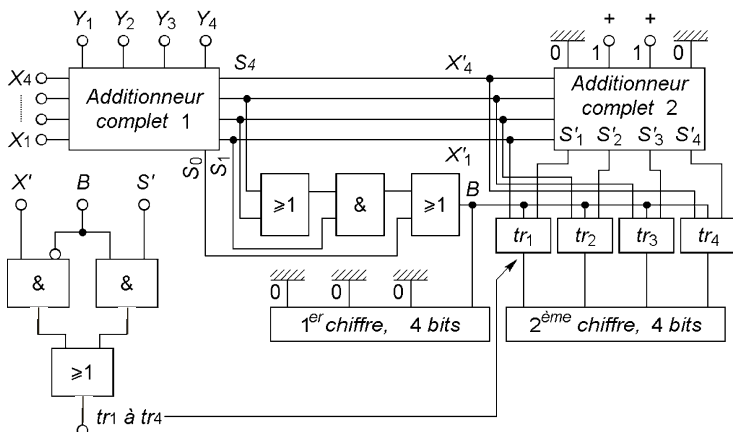 Y1 Y2 Y3 Y4
0 + 1 + 1 0
X4 S4 X'4
Additionneur complet 1
Additionneur complet 2
X1 S0 S1 X'1 S'1 S'2 S'3 S'4
X' B S'
≥1 & ≥1 B
tr1 tr2 tr3 tr4
& &
0 0 0
1er chiffre, 4 bits
2ème chiffre, 4 bits
≥1
tr1 à tr4